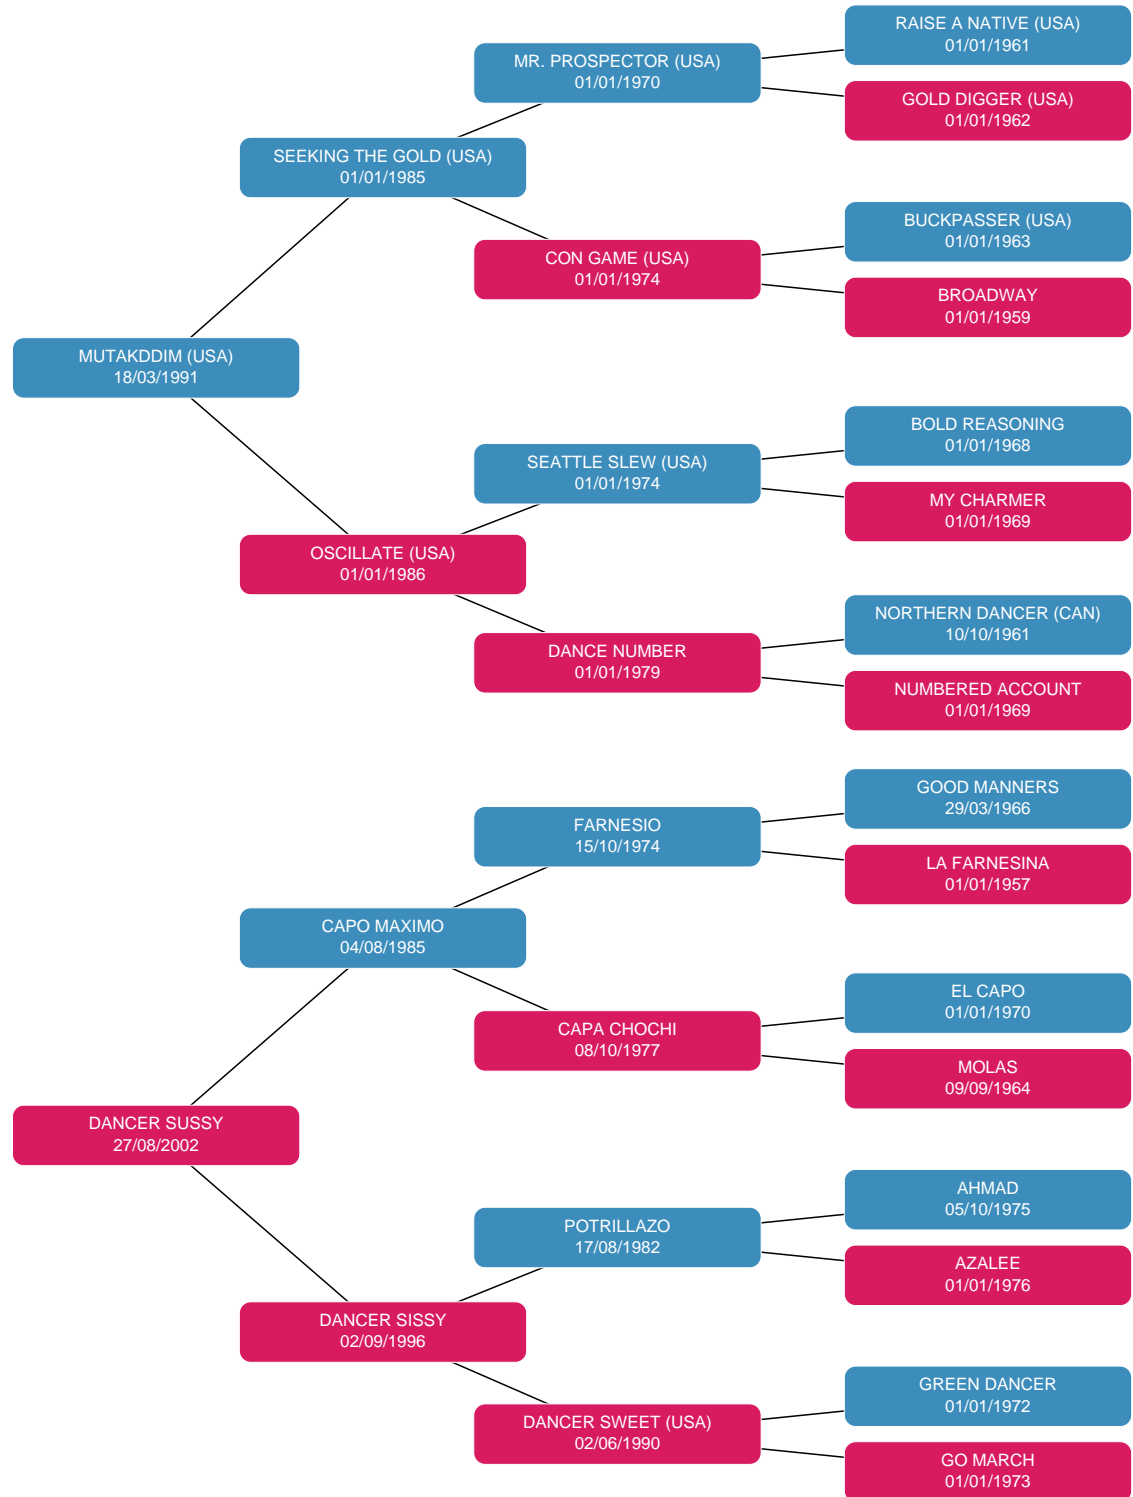 RAISE A NATIVE (USA)
01/01/1961
MR. PROSPECTOR (USA)
01/01/1970
GOLD DIGGER (USA)
01/01/1962
SEEKING THE GOLD (USA)
01/01/1985
BUCKPASSER (USA)
01/01/1963
CON GAME (USA)
01/01/1974
BROADWAY
01/01/1959
MUTAKDDIM (USA)
18/03/1991
BOLD REASONING
01/01/1968
SEATTLE SLEW (USA)
01/01/1974
MY CHARMER
01/01/1969
OSCILLATE (USA)
01/01/1986
NORTHERN DANCER (CAN)
10/10/1961
DANCE NUMBER
01/01/1979
NUMBERED ACCOUNT
01/01/1969
GOOD MANNERS
29/03/1966
FARNESIO
15/10/1974
LA FARNESINA
01/01/1957
CAPO MAXIMO
04/08/1985
EL CAPO
01/01/1970
CAPA CHOCHI
08/10/1977
MOLAS
09/09/1964
DANCER SUSSY
27/08/2002
AHMAD
05/10/1975
POTRILLAZO
17/08/1982
AZALEE
01/01/1976
DANCER SISSY
02/09/1996
GREEN DANCER
01/01/1972
DANCER SWEET (USA)
02/06/1990
GO MARCH
01/01/1973